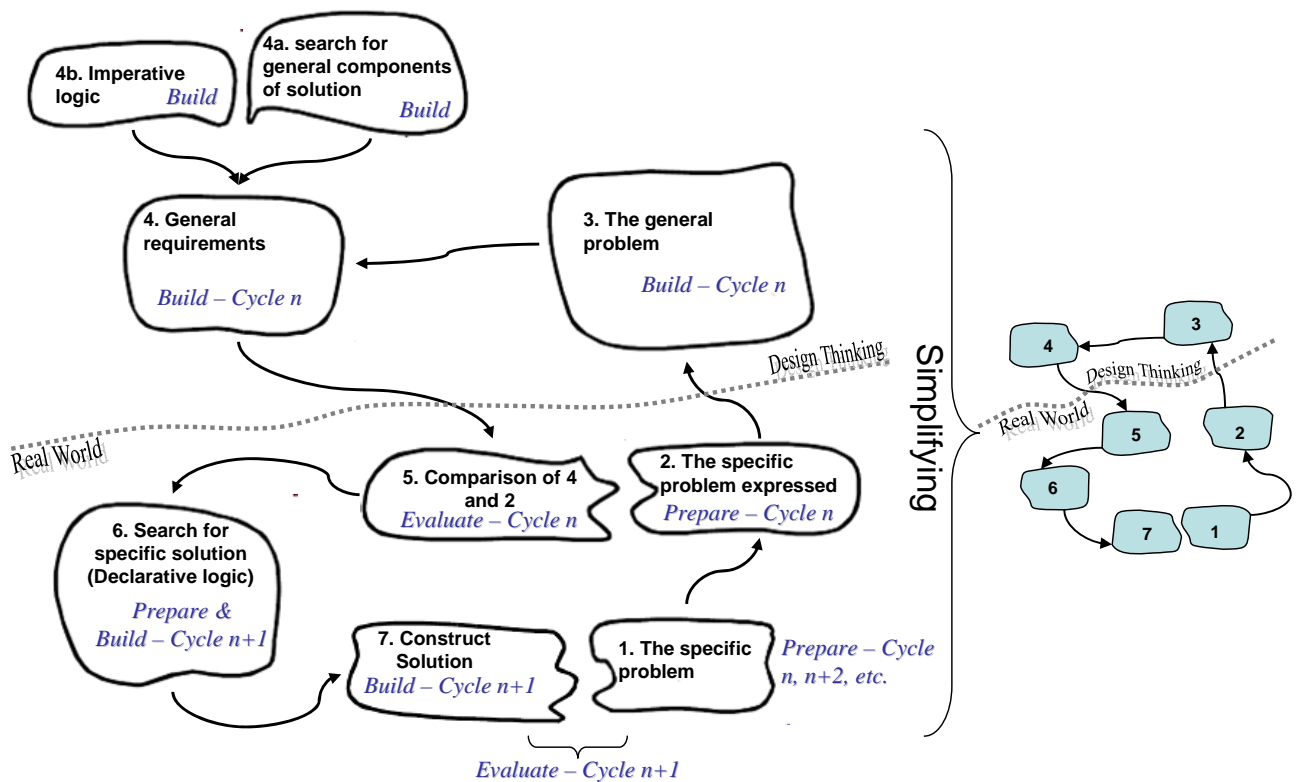 4b. Imperative
logic
Build
4a. search for
general components
of solution
Build
4. General
requirements
Build – Cycle n
3. The general
problem
Build – Cycle n
Design Thinking
Real World
5. Comparison of 4
and 2
Evaluate – Cycle n
2. The specific
problem expressed
Prepare – Cycle n
6. Search for
specific solution
(Declarative logic)
Prepare &
Build – Cycle n+1
7. Construct
Solution
Build – Cycle n+1
1. The specific
problem
Prepare – Cycle
n, n+2, etc.
Evaluate – Cycle n+1
Simplifying
3
4
Design Thinking
Real World
5
2
6
7
1